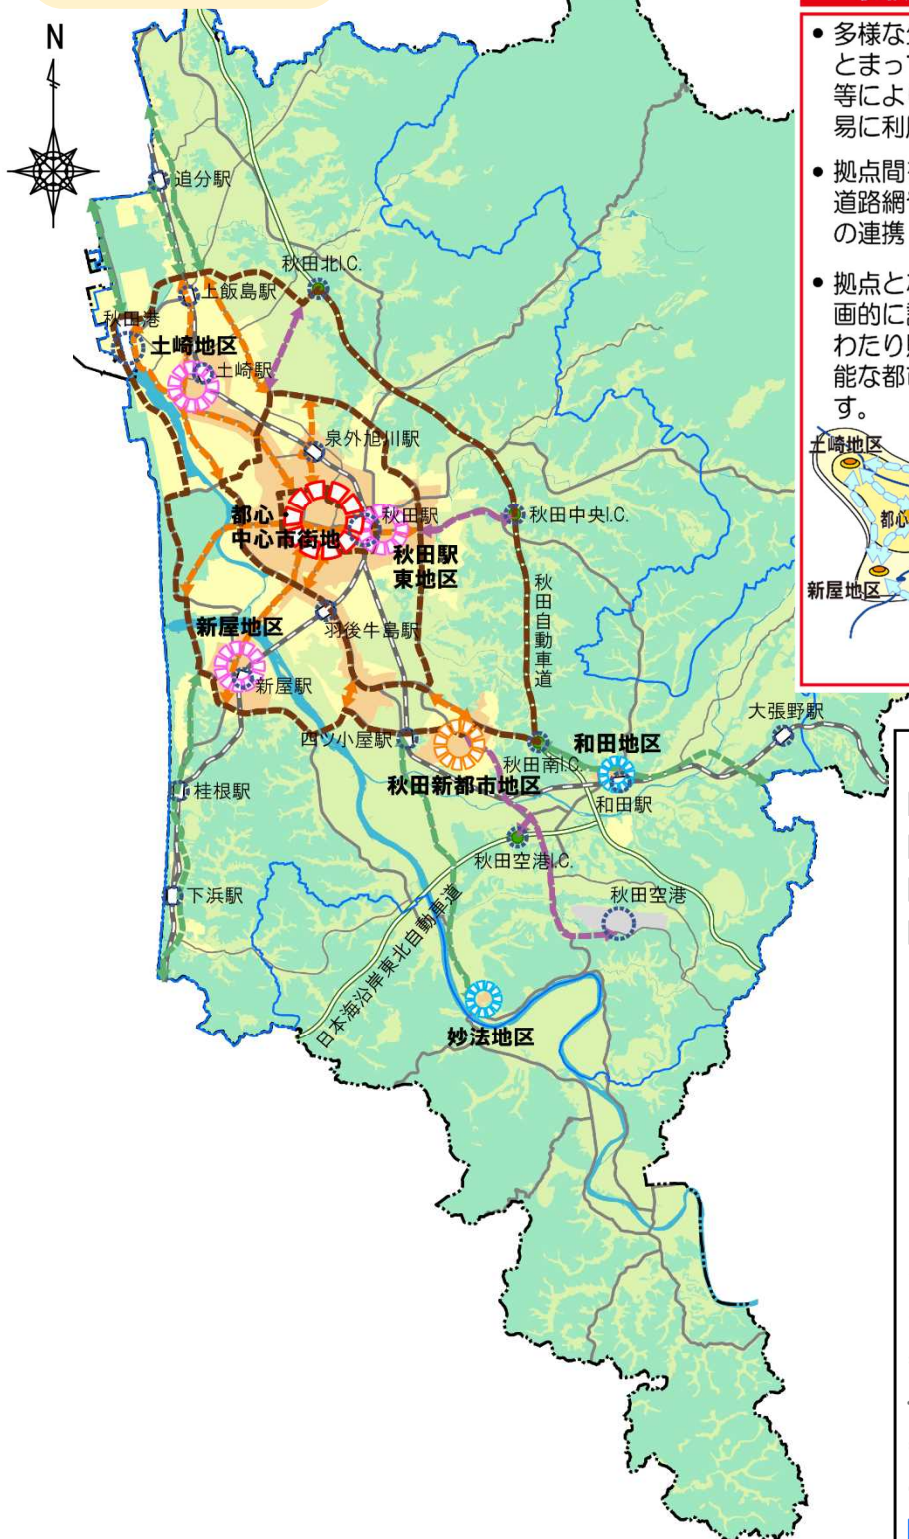 N
追分駅
秋田北I.C.
上飯島駅
秋田港
土崎地区
土崎駅
泉外旭川駅
都心・
中心市街地
秋田駅
秋田中央I.C.
秋田駅
東地区
秋田自動車道
新屋地区
羽後牛島駅
新屋駅
大張野駅
四ツ小屋駅
和田地区
秋田南I.C.
秋田新都市地区
桂根駅
和田駅
秋田空港I.C.
下浜駅
秋田空港
日本海沿岸東北自動車道
妙法地区
• 多様な
とまって
等によ
易に利
• 拠点間
道路網
の連携
• 拠点と
画的に
わたり
能な都
す。
土崎地区
都心
新屋地区